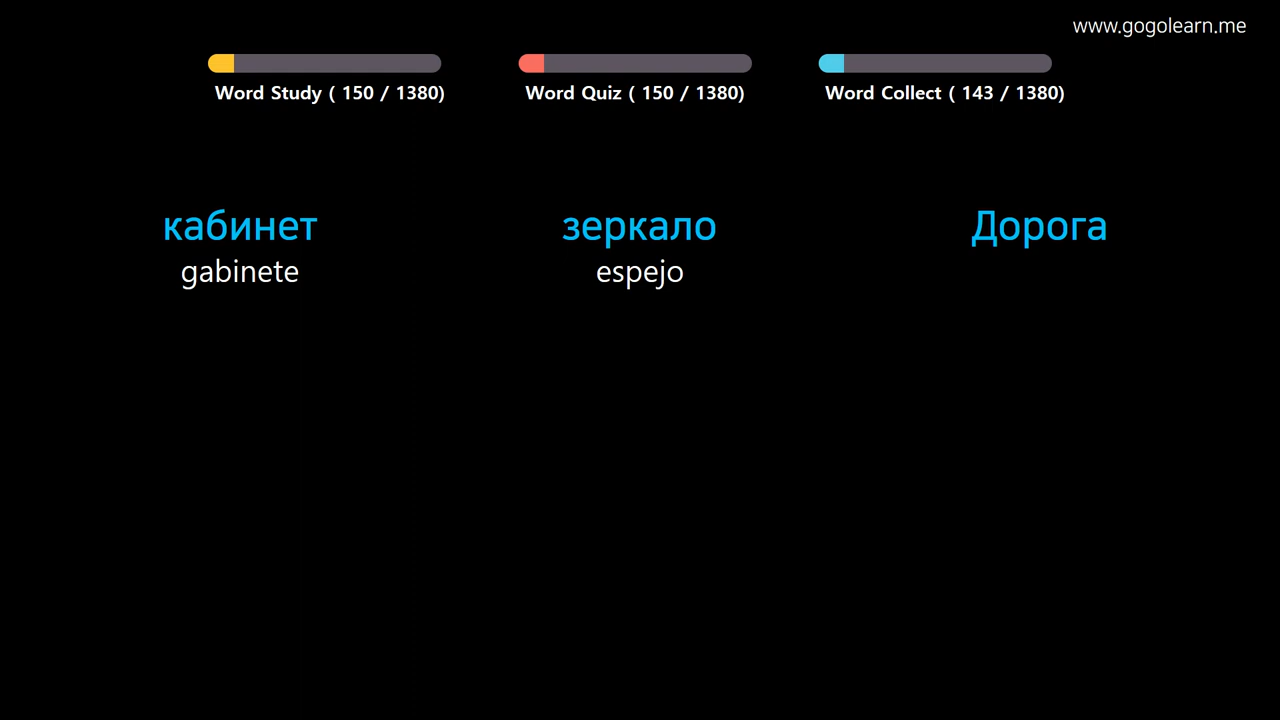 www.gogolearn.me
Word Study ( 150 / 1380)
Word Quiz ( 150 / 1380)
Word Collect ( 143 / 1380)
кабинет
gabinete
зеркало
espejo
Дорога